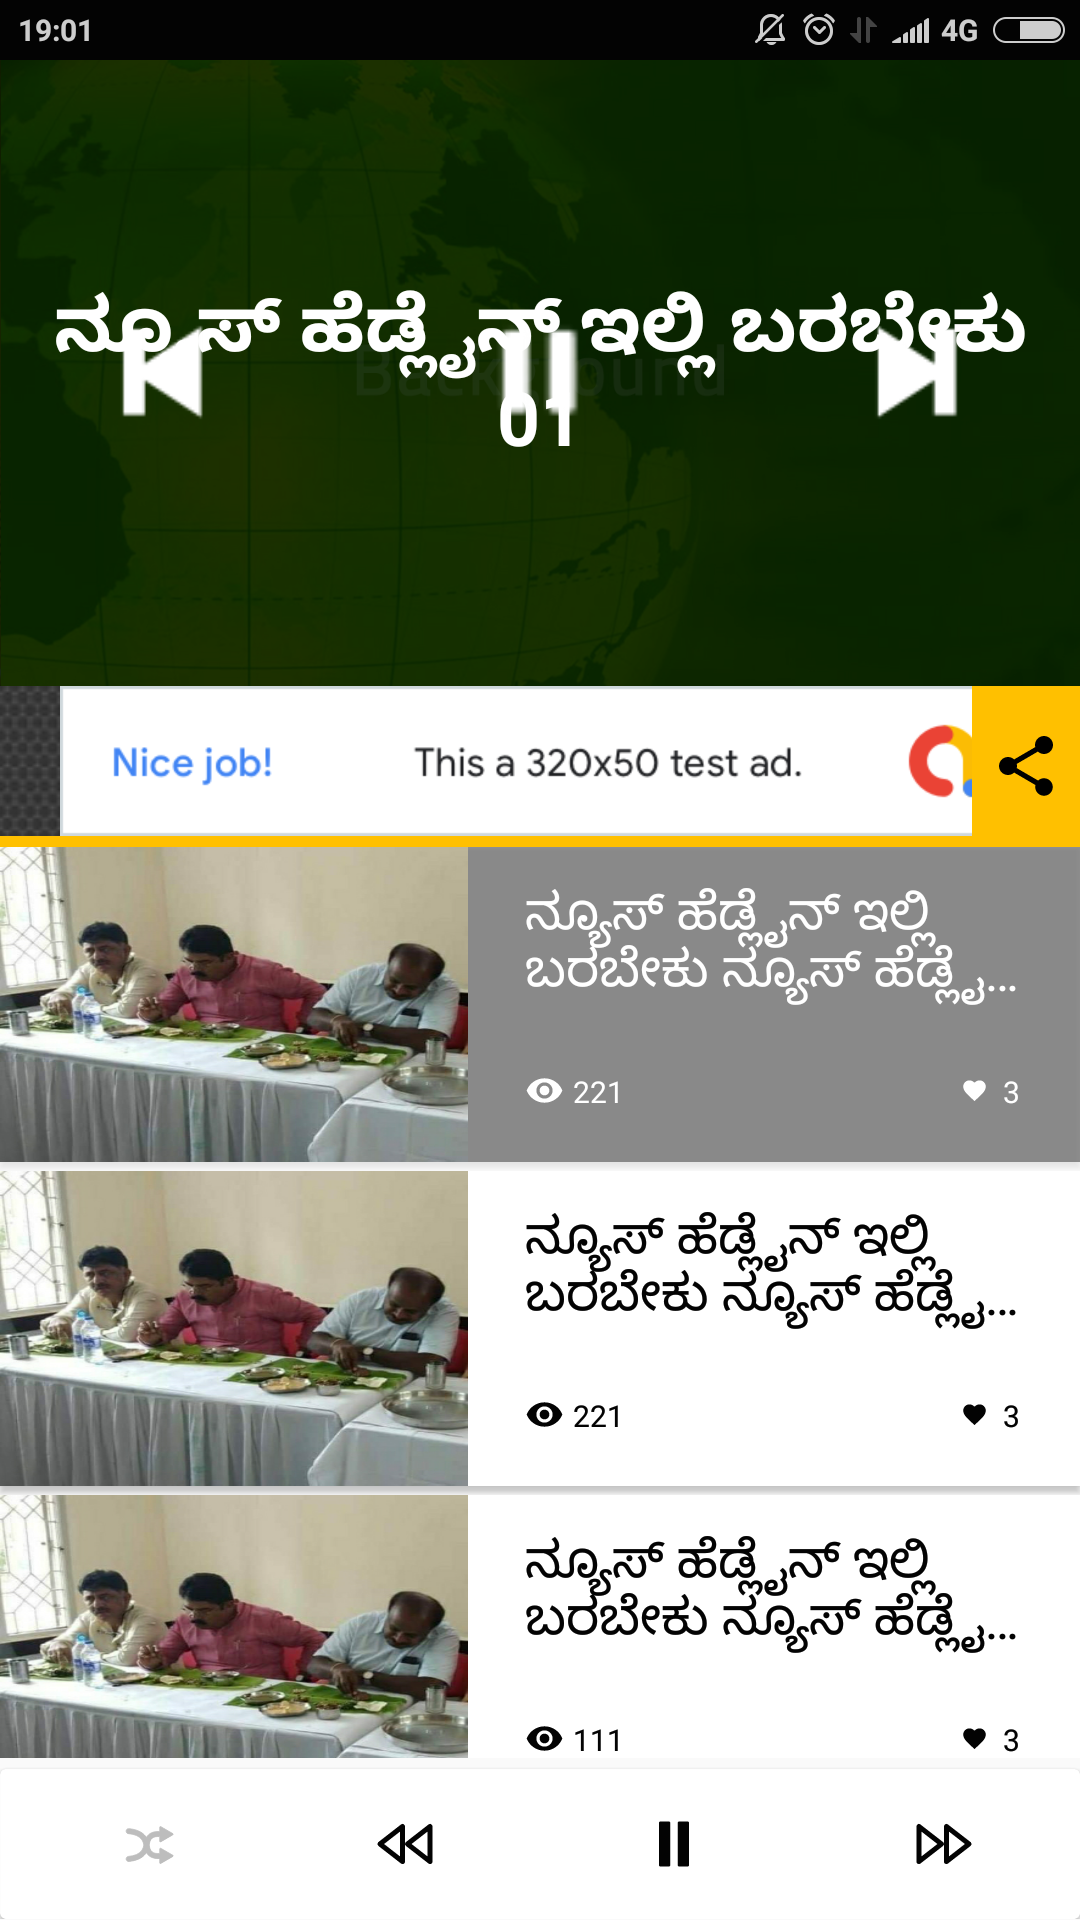 19:01
4G
ನ್ಯೂಸ್ ಹೆಡ್ಲೈನ್ ಇಲ್ಲಿ ಬರಬೇಕು
Background
01
Nice job!
This a 320x50 test ad.
ನ್ಯೂಸ್ ಹೆಡ್ಲೈನ್ ಇಲ್ಲಿ
ಬರಬೇಕು ನ್ಯೂಸ್ ಹೆಡ್ಲೈ...
221
3
ನ್ಯೂಸ್ ಹೆಡ್ಲೈನ್ ಇಲ್ಲಿ
ಬರಬೇಕು ನ್ಯೂಸ್ ಹೆಡ್ಲೈ...
221
3
ನ್ಯೂಸ್ ಹೆಡ್ಲೈನ್ ಇಲ್ಲಿ
ಬರಬೇಕು ನ್ಯೂಸ್ ಹೆಡ್ಲೈ...
111
3